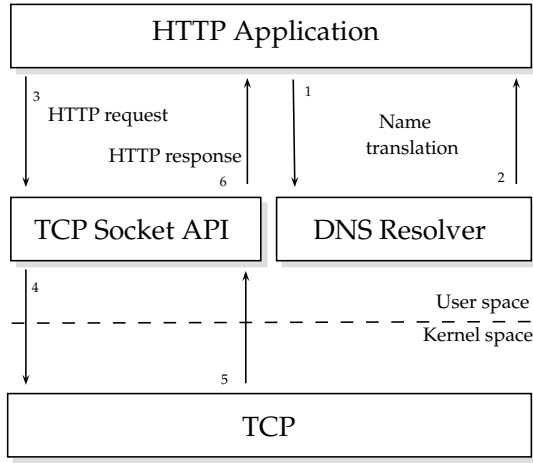 HTTP Application
3
HTTP request
1
Name
translation
HTTP response
6
2
TCP Socket API
DNS Resolver
4
User space
Kernel space
5
TCP